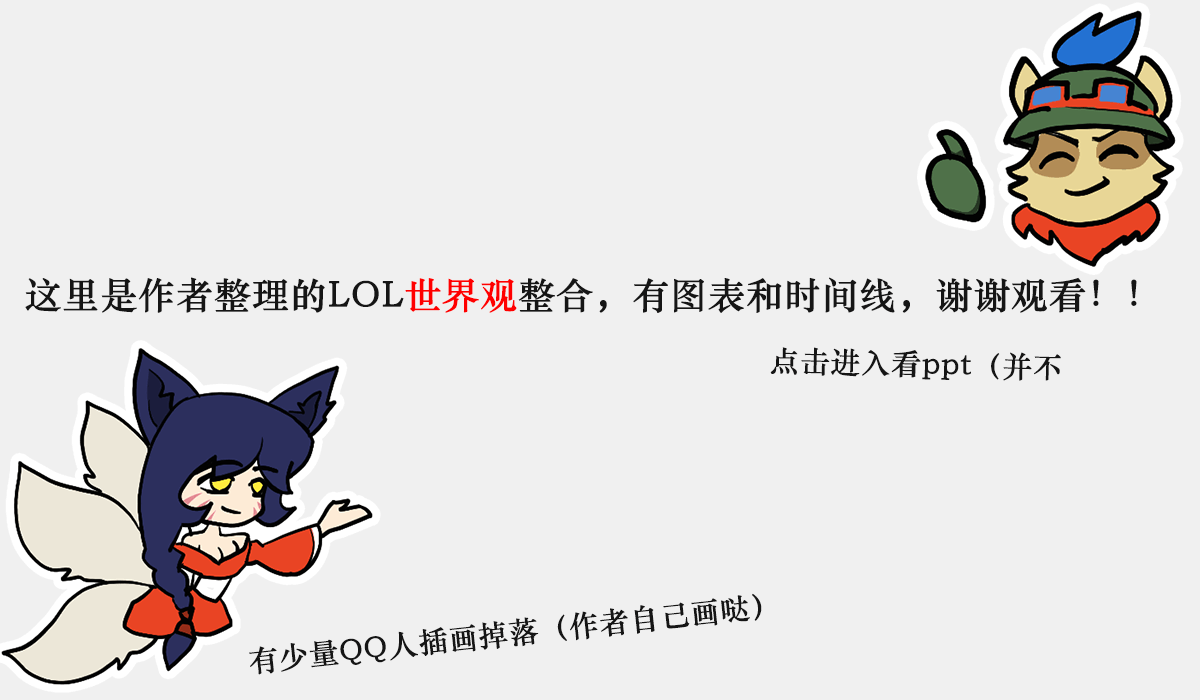 这里是作者整理的LOL世界观整合，有图表和时间线，谢谢观看！！
点击进入看ppt（并不
有少量QQ人插画掉落（作者自己画哒）